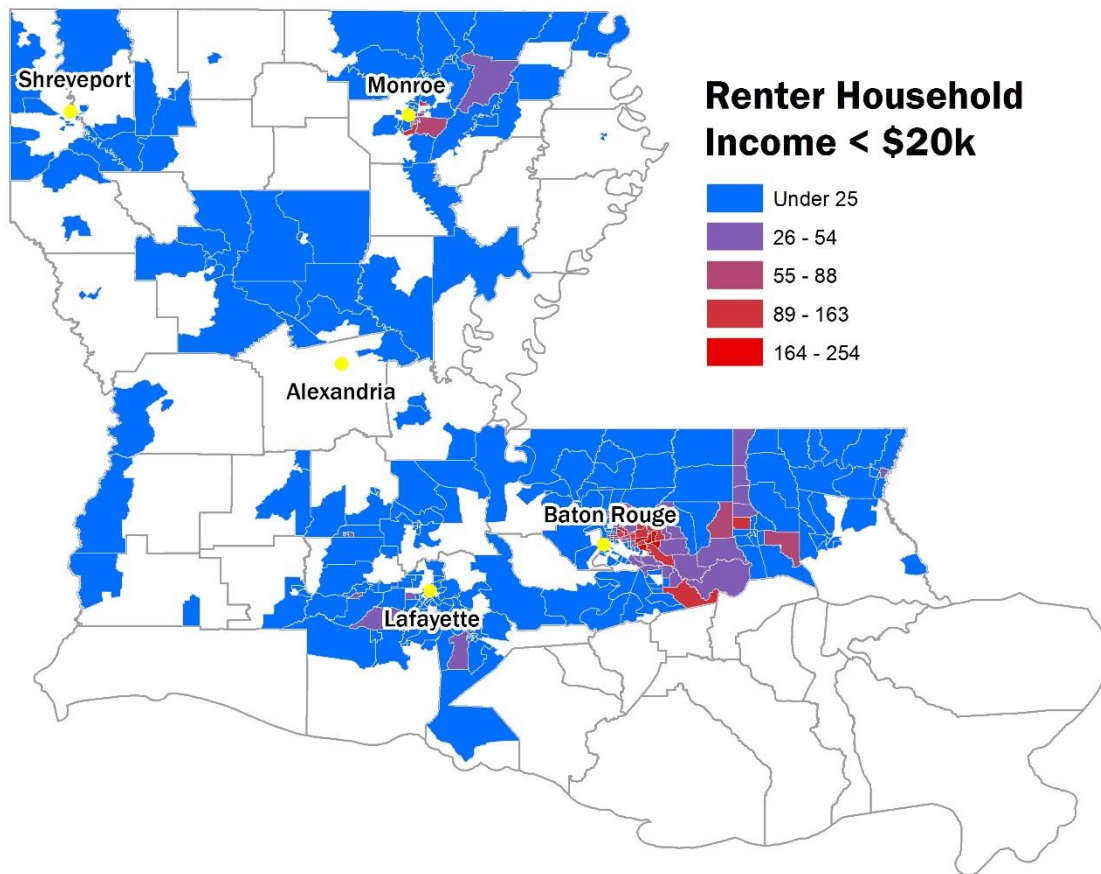 Shreveport
Monroe
Renter Household
Income < $20k
Under 25
26 - 54
55 - 88
89 - 163
164 - 254
Alexandria
Baton Rouge
Lafayette